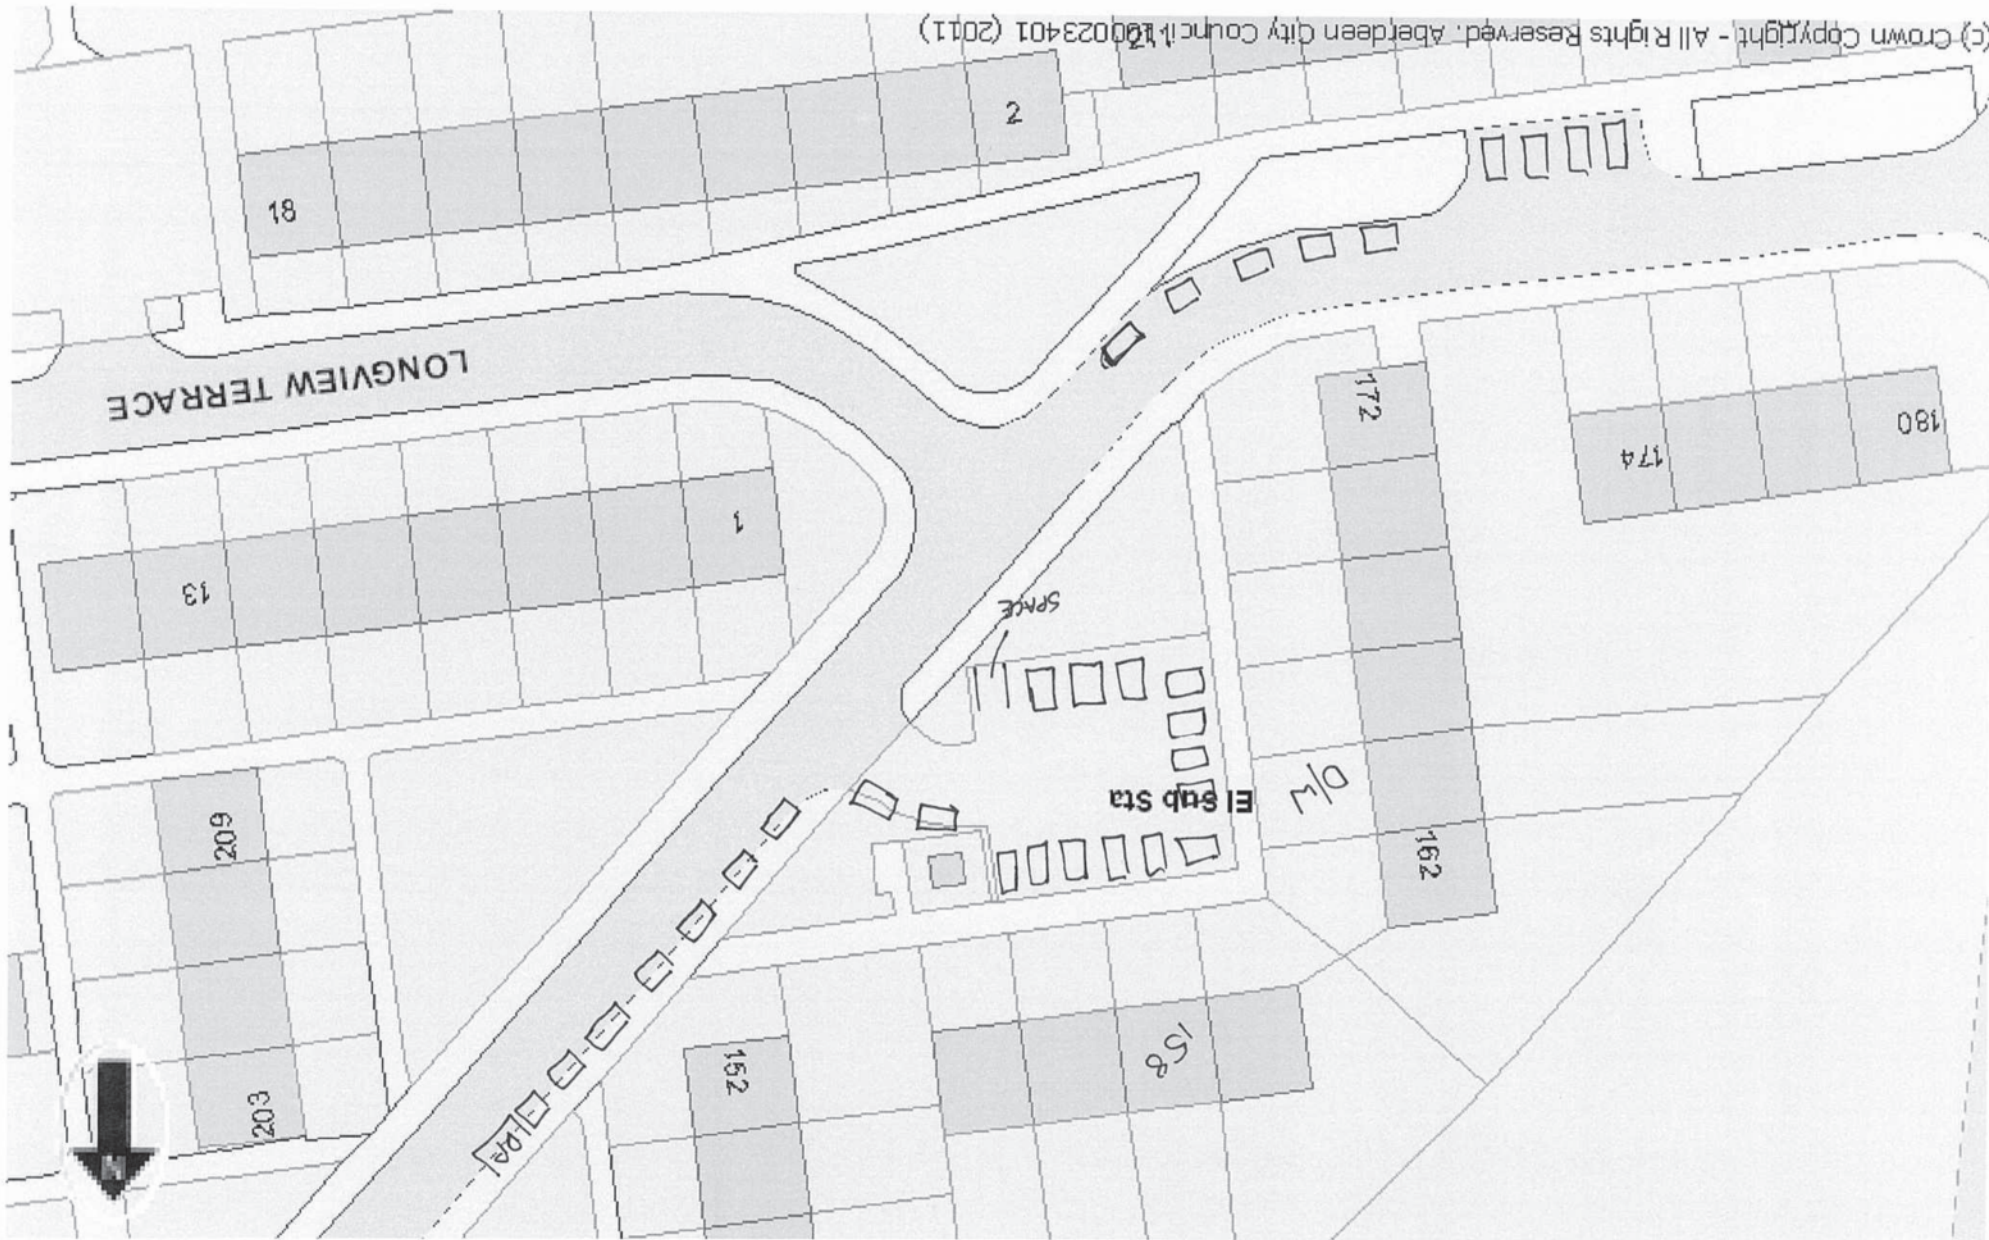 (c) Crown Copyright - All Rights Reserved. Aberdeen City Council 100023401 (2011)
2
18
LONGVIEW TERRACE
172
180
174
1
13
SPACE
El Sub Sta
O/W
209
162
158
152
203
N